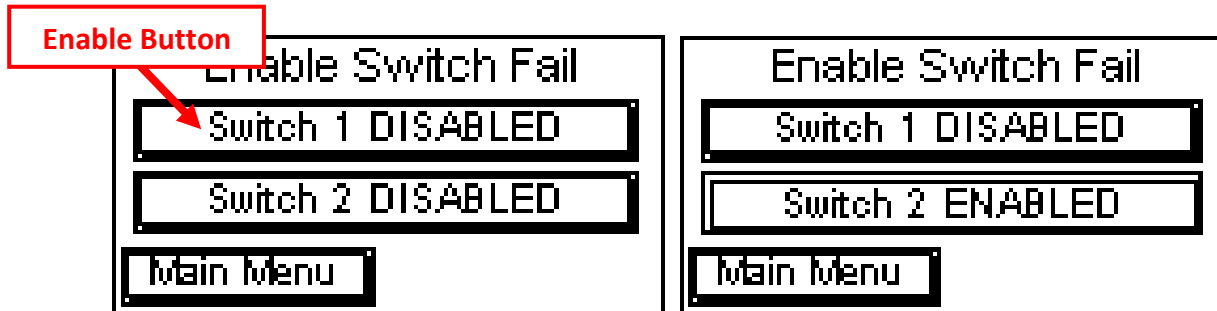 Enable Button
Enable Switch Fail
Switch 1 DISABLED
Switch 2 DISABLED
Main Menu
Enable Switch Fail
Switch 1 DISABLED
Switch 2 ENABLED
Main Menu